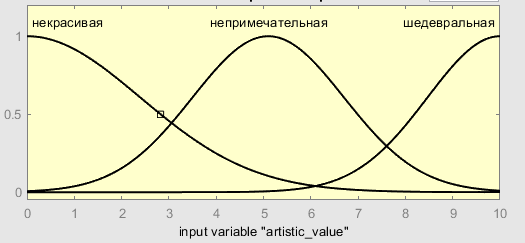 некрасивая непримечательная шедевральная
1
0.5
0
0 1 2 3 4 5 6 7 8 9 10
input variable "artistic_value"